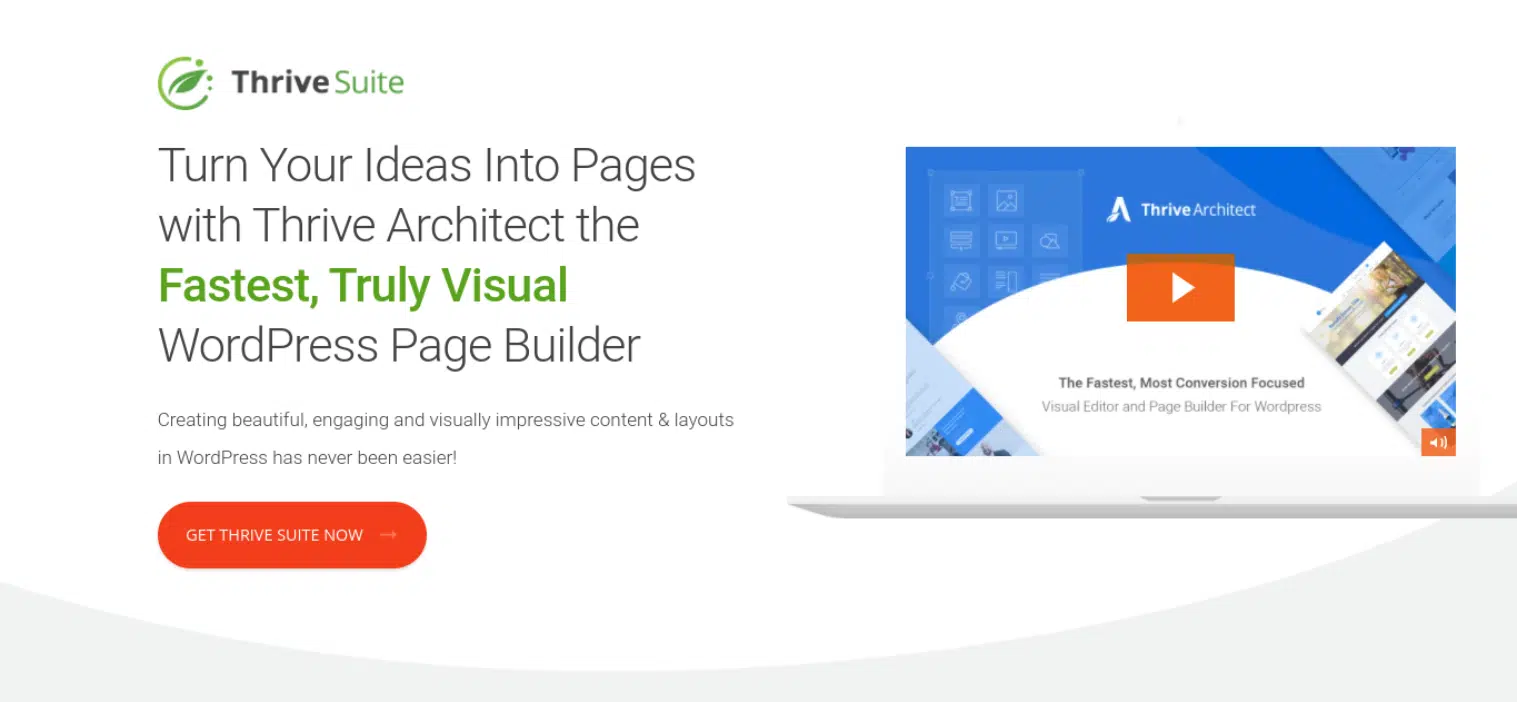 Thrive Suite
Turn Your Ideas Into Pages
with Thrive Architect the
Fastest, Truly Visual
WordPress Page Builder
Creating beautiful, engaging and visually impressive content & layouts
in WordPress has never been easier!
GET THRIVE SUITE NOW →
Thrive Architect
The Fastest, Most Conversion Focused
Visual Editor and Page Builder For Wordpress